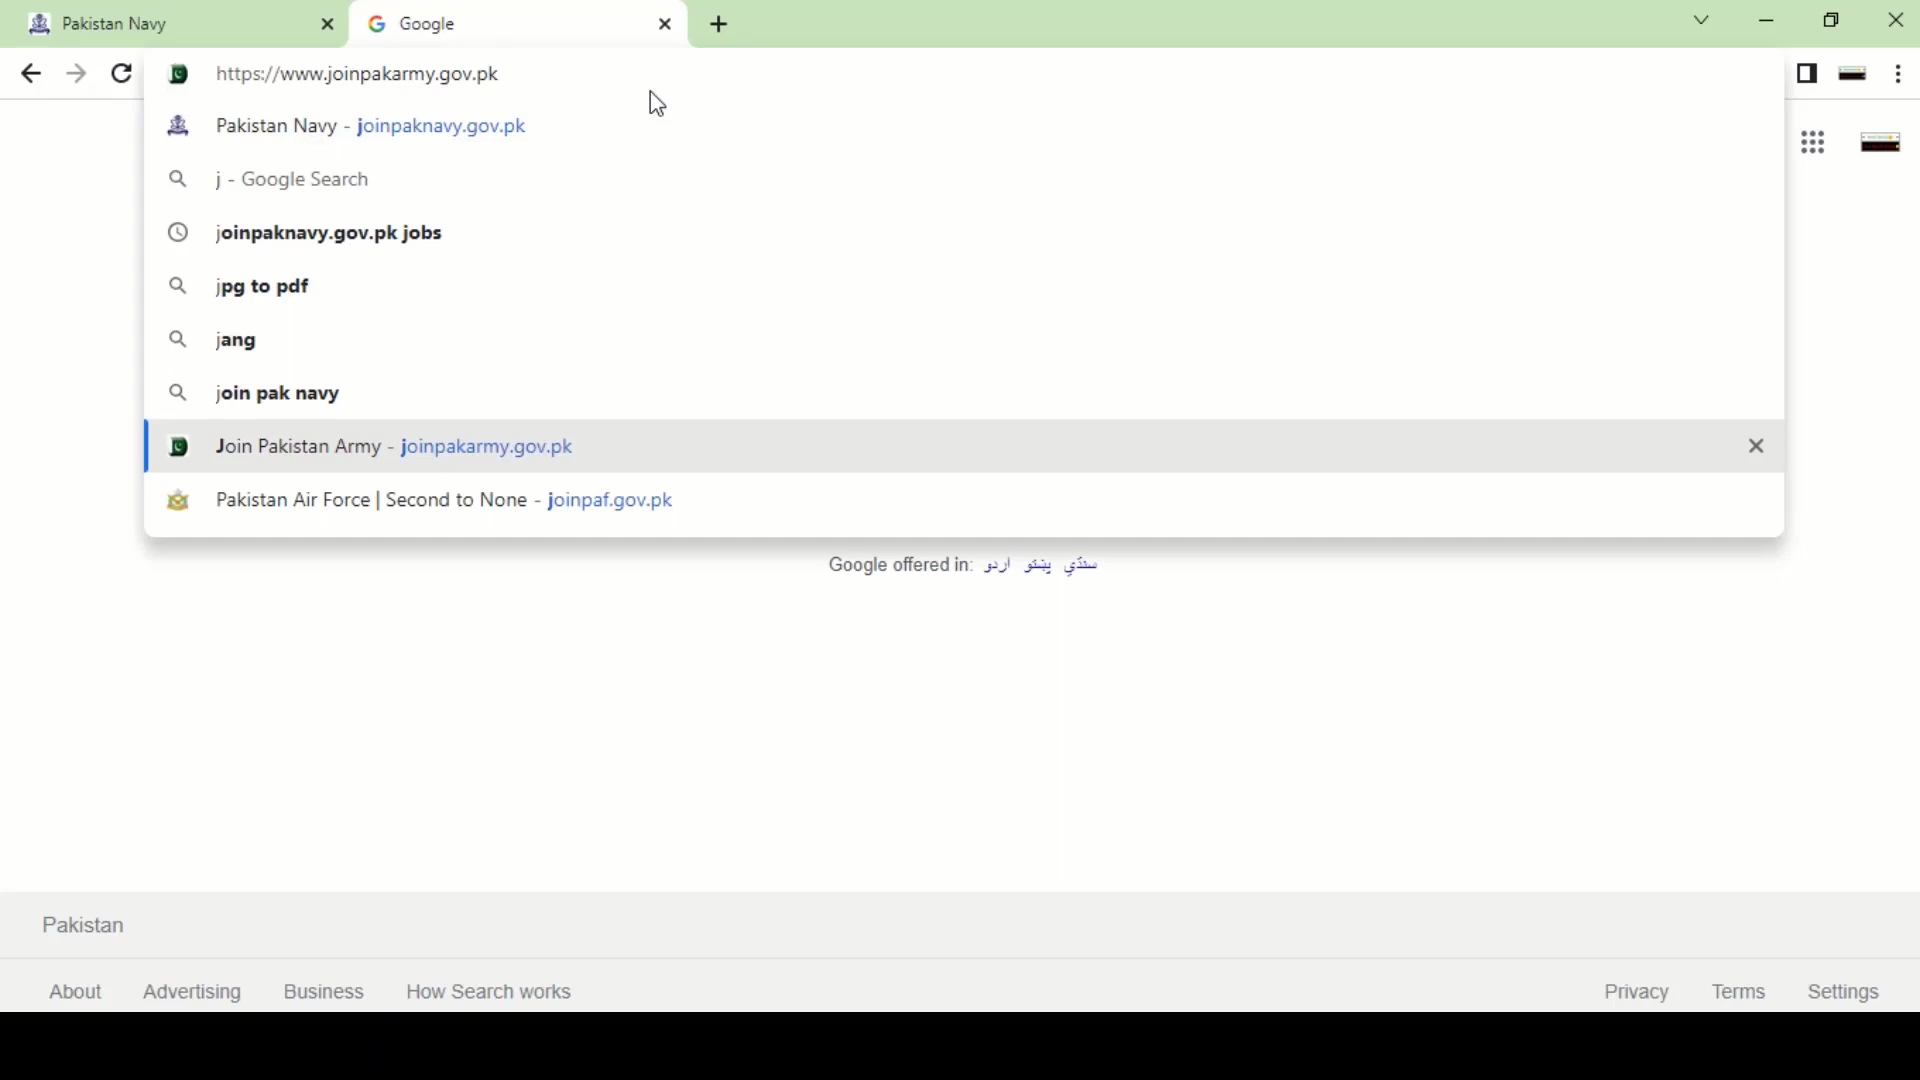 Pakistan Navy
Google
https://www.joinpakarmy.gov.pk
Pakistan Navy - joinpaknavy.gov.pk
j - Google Search
joinpaknavy.gov.pk jobs
jpg to pdf
jang
join pak navy
Join Pakistan Army - joinpakarmy.gov.pk
Pakistan Air Force | Second to None - joinpaf.gov.pk
Google offered in: اردو پښتو سنڌي
Pakistan
About Advertising Business How Search works Privacy Terms Settings